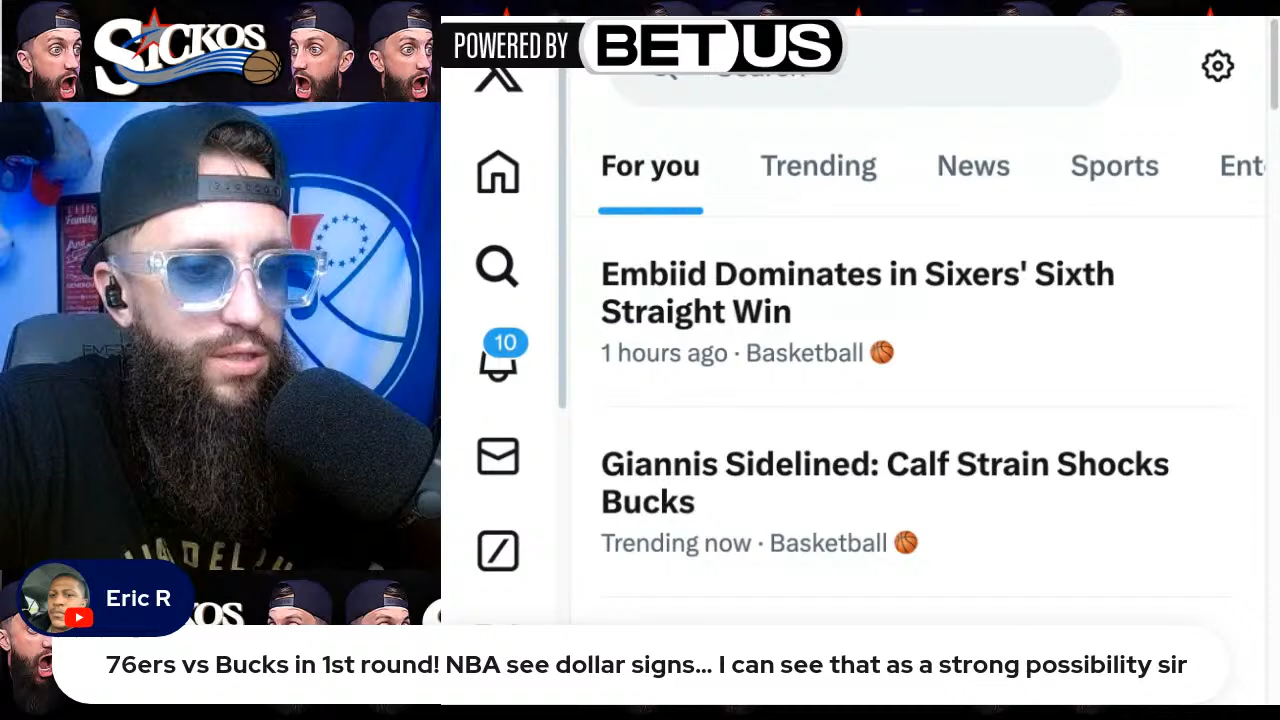 SICKOS
POWERED BY BETUS
For you
Trending
News
Sports
Embiid Dominates in Sixers' Sixth
Straight Win
1 hours ago · Basketball 🏀
10
Giannis Sidelined: Calf Strain Shocks
Bucks
Trending now · Basketball 🏀
Eric R
76ers vs Bucks in 1st round! NBA see dollar signs... I can see that as a strong possibility sir